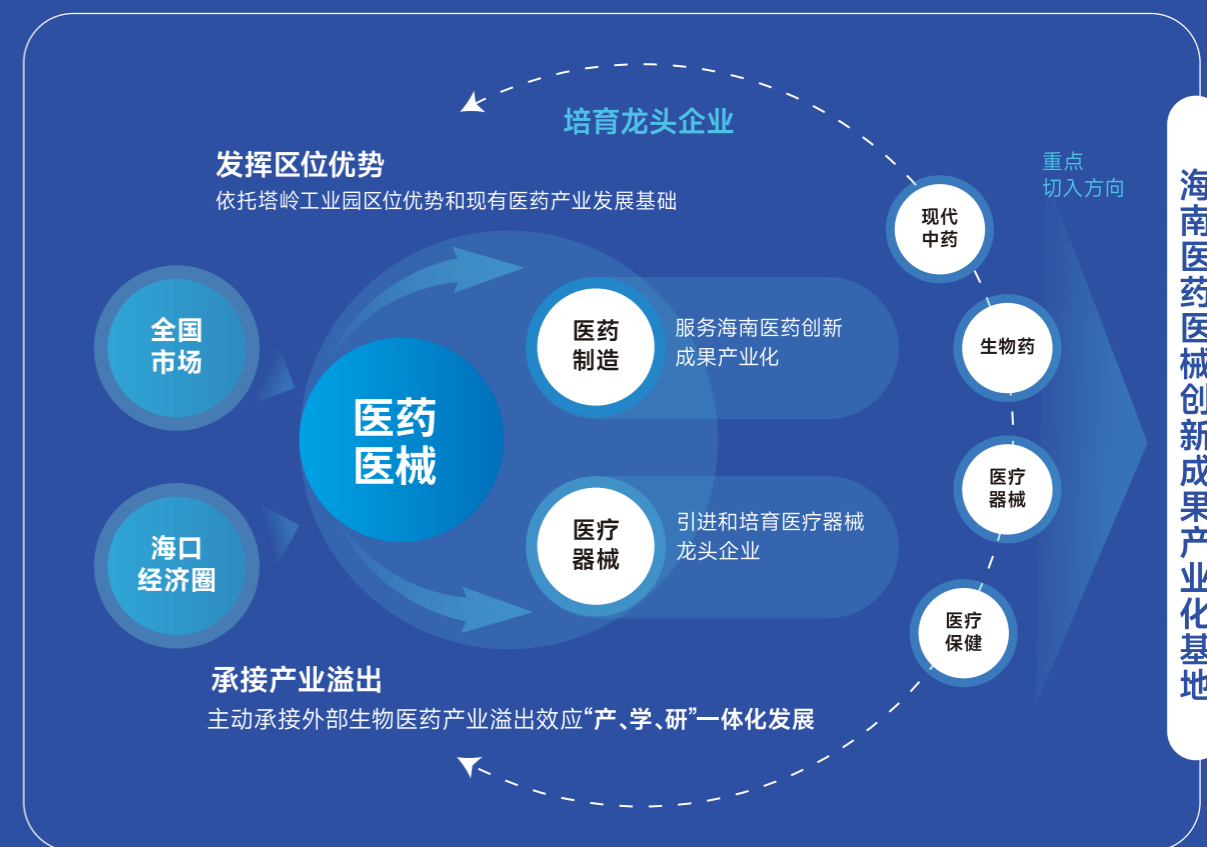 培育龙头企业
发挥区位优势
依托塔岭工业园区位优势和现有医药产业发展基础
重点
切入方向
现代
中药
生物药
医疗
器械
医疗
保健
全国
市场
海口
经济圈
医药
医械
医药
制造
服务海南医药创新
成果产业化
医疗
器械
引进和培育医疗器械
龙头企业
承接产业溢出
主动承接外部生物医药产业溢出效应“产、学、研”一体化发展
海南医药医械创新成果产业化基地